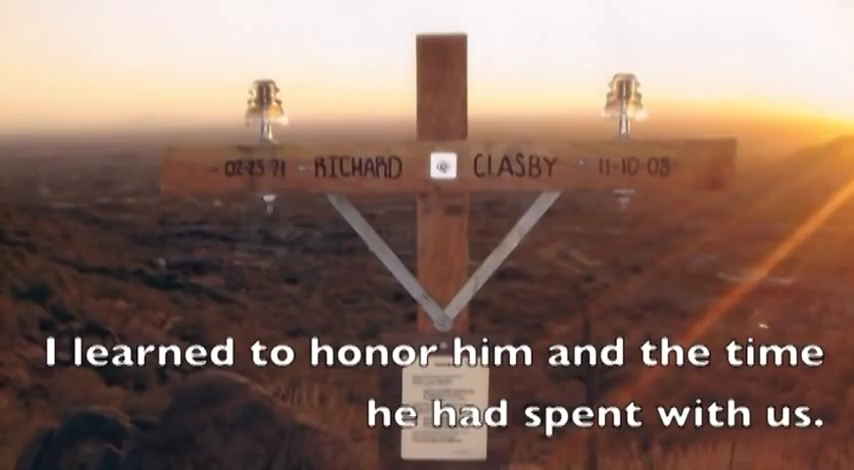 - 02-23-71 - RICHARD CLASBY - 11-10-08 -
I learned to honor him and the time
he had spent with us.